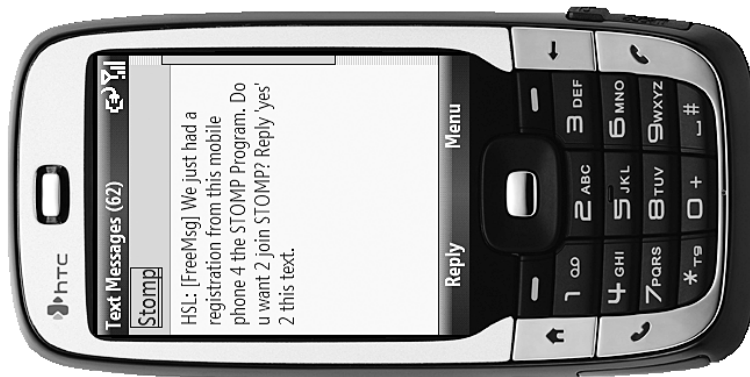 hTC
Text Messages (62)
Stomp
HSL: [FreeMsg] We just had a
registration from this mobile
phone 4 the STOMP Program. Do
u want 2 join STOMP? Reply 'yes'
2 this text.
Reply Menu
1 2 ABC 3 DEF
4 GHI 5 JKL 6 MNO
7 PQRS 8 TUV 9 WXYZ
* T9 0 + #